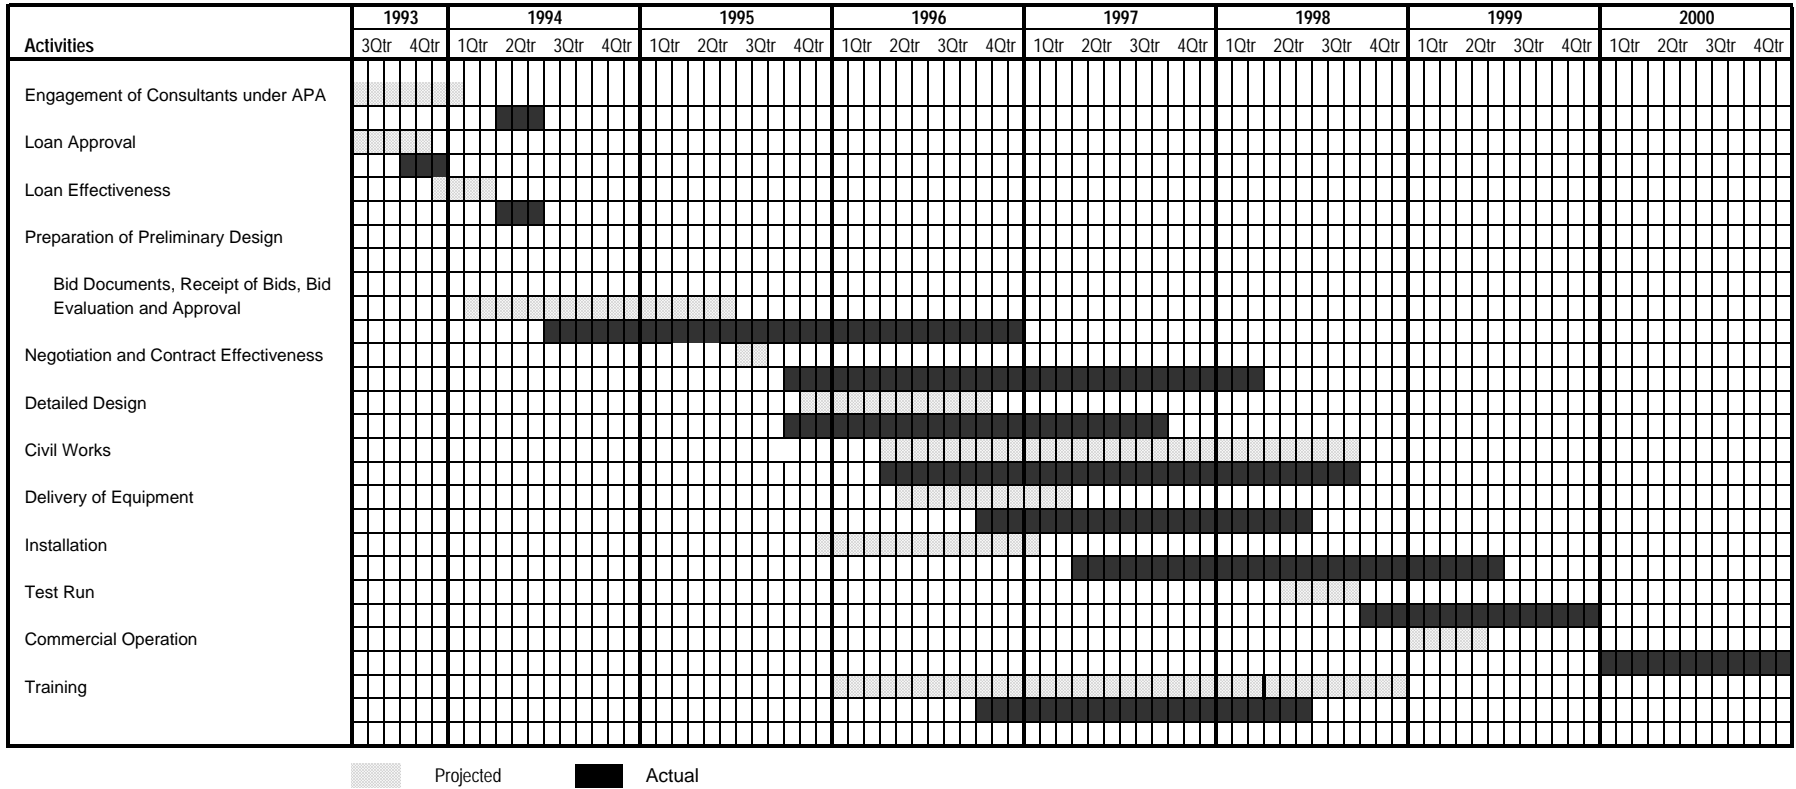 1993 1994 1995 1996 1997 1998 1999 2000
Activities 3Qtr 4Qtr 1Qtr 2Qtr 3Qtr 4Qtr 1Qtr 2Qtr 3Qtr 4Qtr 1Qtr 2Qtr 3Qtr 4Qtr 1Qtr 2Qtr 3Qtr 4Qtr 1Qtr 2Qtr 3Qtr 4Qtr 1Qtr 2Qtr 3Qtr 4Qtr 1Qtr 2Qtr 3Qtr 4Qtr
Engagement of Consultants under APA
Loan Approval
Loan Effectiveness
Preparation of Preliminary Design
Bid Documents, Receipt of Bids, Bid
Evaluation and Approval
Negotiation and Contract Effectiveness
Detailed Design
Civil Works
Delivery of Equipment
Installation
Test Run
Commercial Operation
Training
Projected Actual